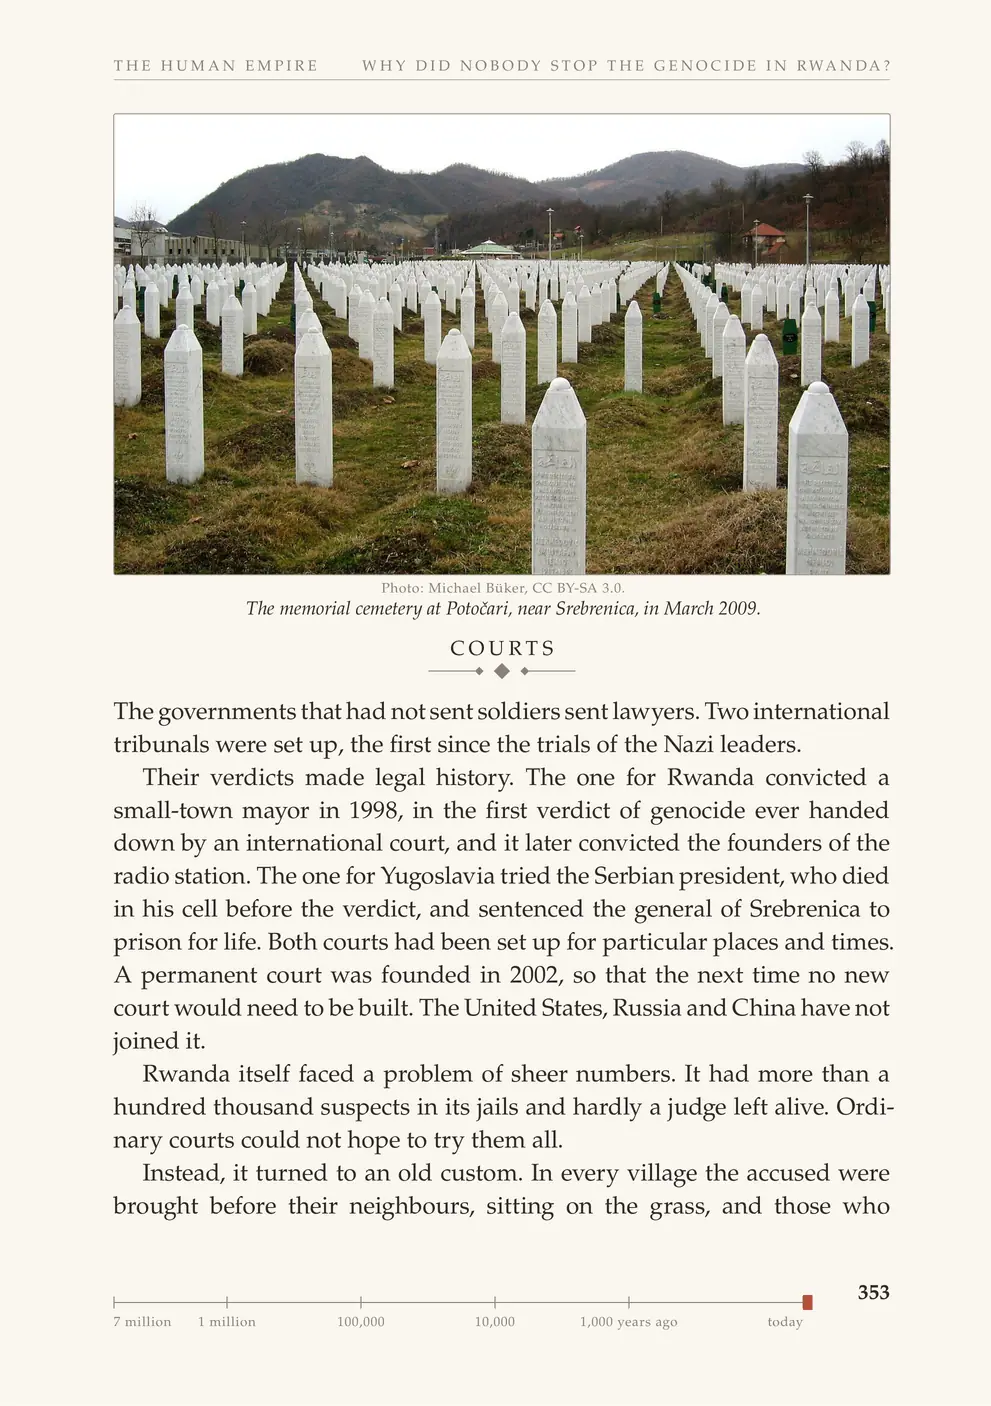 THE HUMAN EMPIRE WHY DID NOBODY STOP THE GENOCIDE IN RWANDA?
Photo: Michael Büker, CC BY-SA 3.0.
The memorial cemetery at Potočari, near Srebrenica, in March 2009.
COURTS
The governments that had not sent soldiers sent lawyers. Two international
tribunals were set up, the first since the trials of the Nazi leaders.
Their verdicts made legal history. The one for Rwanda convicted a
small-town mayor in 1998, in the first verdict of genocide ever handed
down by an international court, and it later convicted the founders of the
radio station. The one for Yugoslavia tried the Serbian president, who died
in his cell before the verdict, and sentenced the general of Srebrenica to
prison for life. Both courts had been set up for particular places and times.
A permanent court was founded in 2002, so that the next time no new
court would need to be built. The United States, Russia and China have not
joined it.
Rwanda itself faced a problem of sheer numbers. It had more than a
hundred thousand suspects in its jails and hardly a judge left alive. Ordi-
nary courts could not hope to try them all.
Instead, it turned to an old custom. In every village the accused were
brought before their neighbours, sitting on the grass, and those who
353
7 million 1 million 100,000 10,000 1,000 years ago today